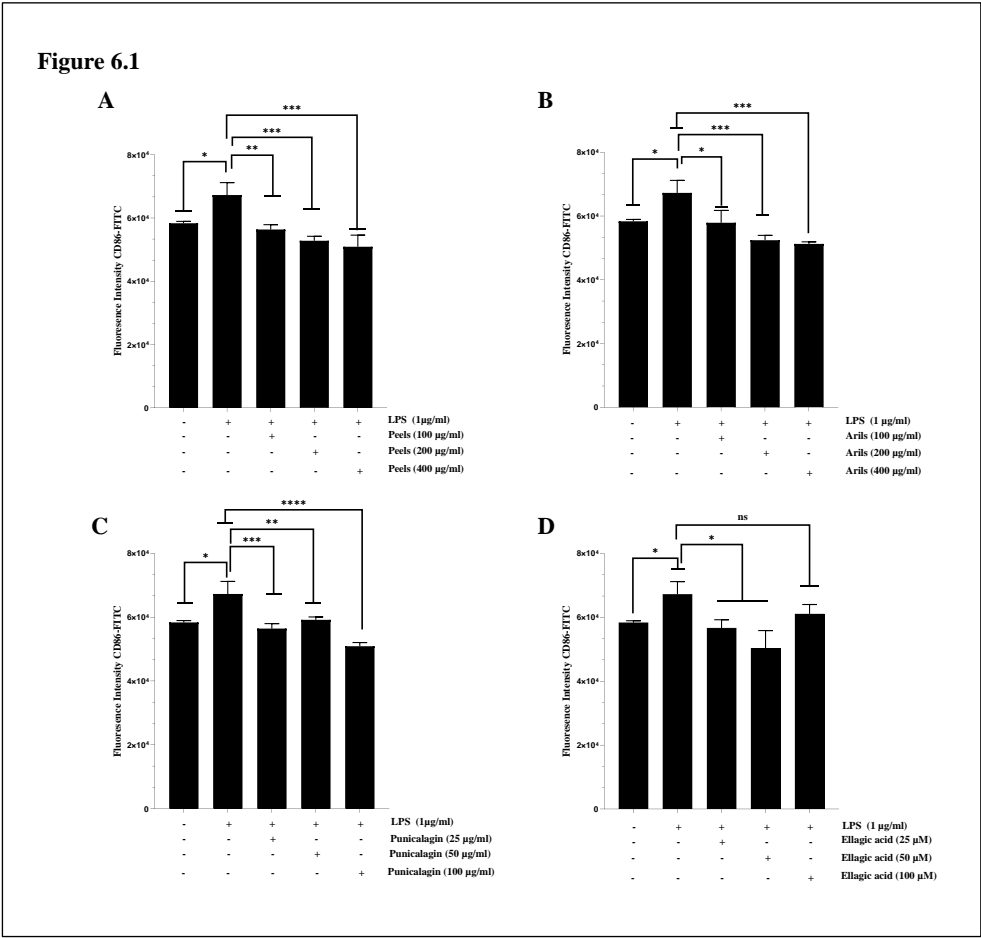 Figure 6.1
A
***
***
* **
8×10⁴
6×10⁴
4×10⁴
2×10⁴
0
Fluoresence Intensity CD86-FITC
- + + + + LPS (1µg/ml)
- - + - - Peels (100 µg/ml)
- - - + - Peels (200 µg/ml)
- - - - + Peels (400 µg/ml)
B
***
***
* *
8×10⁴
6×10⁴
4×10⁴
2×10⁴
0
Fluoresence Intensity CD86-FITC
- + + + + LPS (1 µg/ml)
- - + - - Arils (100 µg/ml)
- - - + - Arils (200 µg/ml)
- - - - + Arils (400 µg/ml)
C
****
**
* ***
8×10⁴
6×10⁴
4×10⁴
2×10⁴
0
Fluoresence Intensity CD86-FITC
- + + + + LPS (1µg/ml)
- - + - - Punicalagin (25 µg/ml)
- - - + - Punicalagin (50 µg/ml)
- - - - + Punicalagin (100 µg/ml)
D
ns
* *
8×10⁴
6×10⁴
4×10⁴
2×10⁴
0
Fluoresence Intensity CD86-FITC
- + + + + LPS (1 µg/ml)
- - + - - Ellagic acid (25 µM)
- - - + - Ellagic acid (50 µM)
- - - - + Ellagic acid (100 µM)